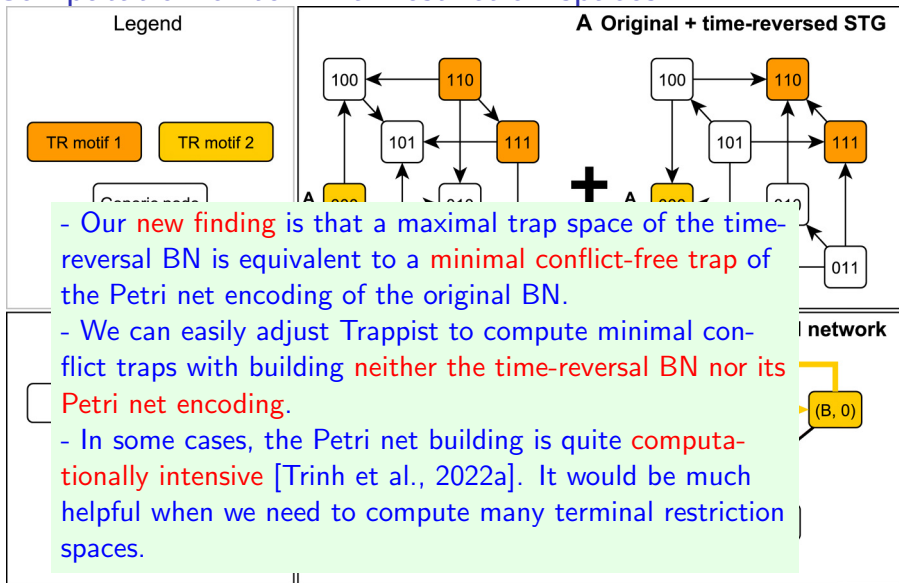 Legend
A Original + time-reversed STG
100
110
100
110
TR motif 1
TR motif 2
101
111
101
111
A
A
011
- Our new finding is that a maximal trap space of the time-
reversal BN is equivalent to a minimal conflict-free trap of
the Petri net encoding of the original BN.
- We can easily adjust Trappist to compute minimal con-
flict traps with building neither the time-reversal BN nor its
Petri net encoding.
- In some cases, the Petri net building is quite computa-
tionally intensive [Trinh et al., 2022a]. It would be much
helpful when we need to compute many terminal restriction
spaces.
network
(B, 0)